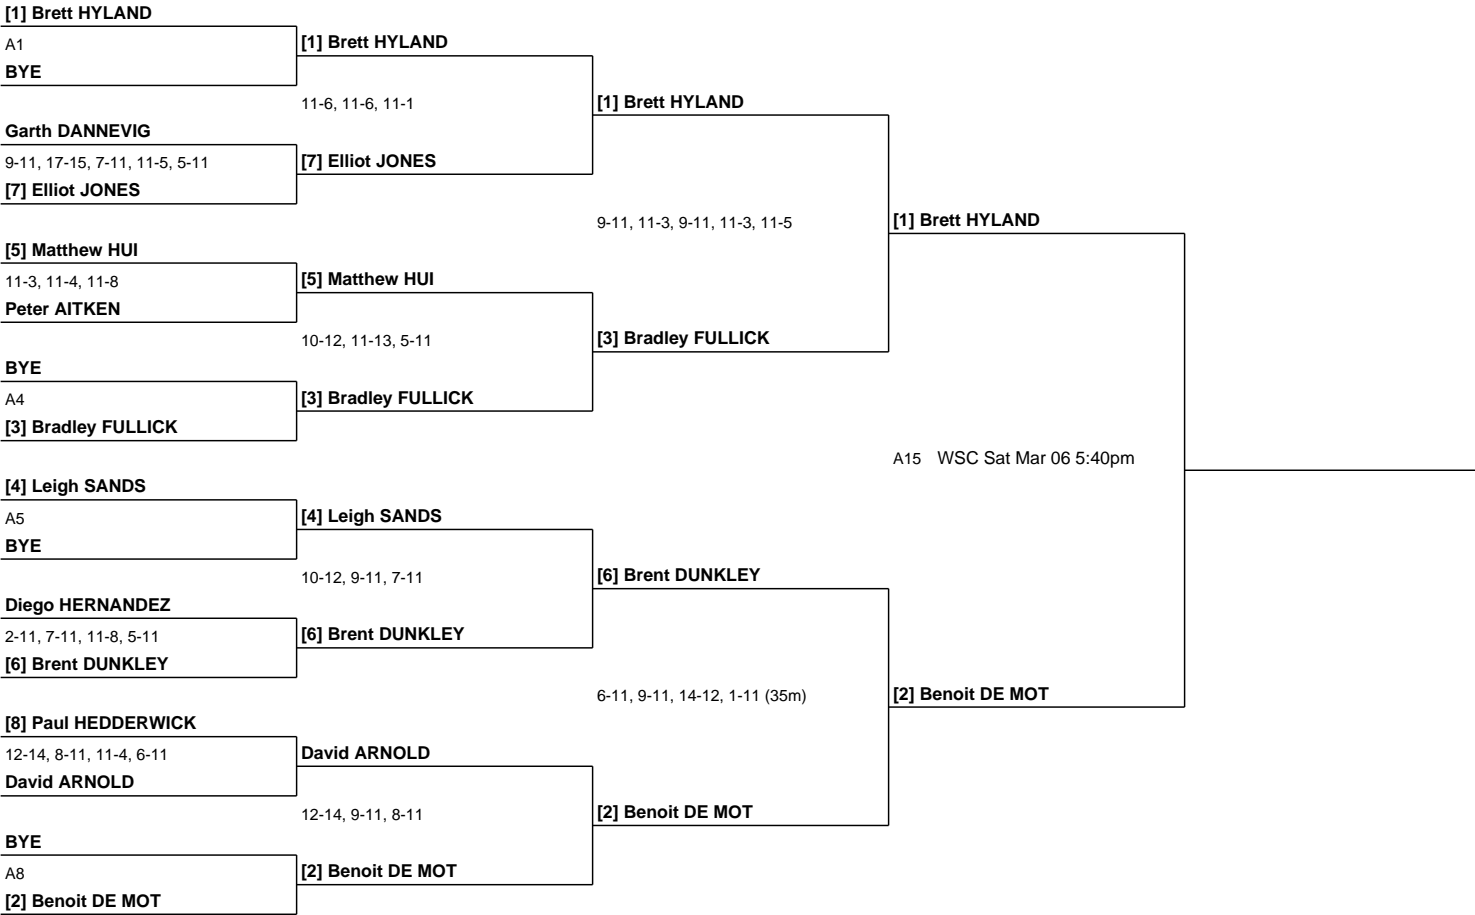 [1] Brett HYLAND
A1
BYE
Garth DANNEVIG
9-11, 17-15, 7-11, 11-5, 5-11
[7] Elliot JONES
[5] Matthew HUI
11-3, 11-4, 11-8
Peter AITKEN
BYE
A4
[3] Bradley FULLICK
[4] Leigh SANDS
A5
BYE
Diego HERNANDEZ
2-11, 7-11, 11-8, 5-11
[6] Brent DUNKLEY
[8] Paul HEDDERWICK
12-14, 8-11, 11-4, 6-11
David ARNOLD
BYE
A8
[2] Benoit DE MOT
[1] Brett HYLAND
11-6, 11-6, 11-1
[7] Elliot JONES
[5] Matthew HUI
10-12, 11-13, 5-11
[3] Bradley FULLICK
[4] Leigh SANDS
10-12, 9-11, 7-11
[6] Brent DUNKLEY
David ARNOLD
12-14, 9-11, 8-11
[2] Benoit DE MOT
[1] Brett HYLAND
9-11, 11-3, 9-11, 11-3, 11-5
[3] Bradley FULLICK
[6] Brent DUNKLEY
6-11, 9-11, 14-12, 1-11 (35m)
[2] Benoit DE MOT
[1] Brett HYLAND
A15 WSC Sat Mar 06 5:40pm
[2] Benoit DE MOT